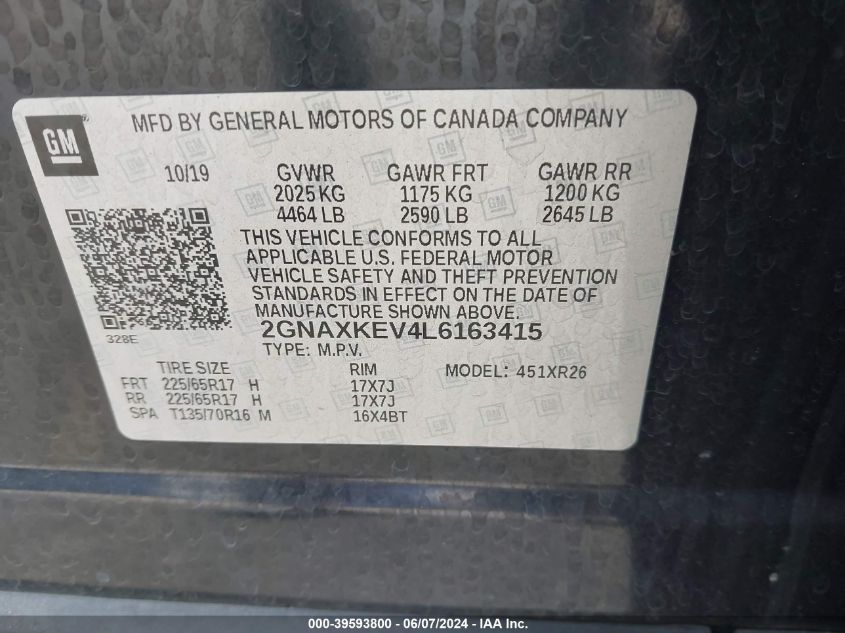 GM
MFD BY GENERAL MOTORS OF CANADA COMPANY
10/19 GVWR GAWR FRT GAWR RR
2025 KG 1175 KG 1200 KG
4464 LB 2590 LB 2645 LB
THIS VEHICLE CONFORMS TO ALL
APPLICABLE U.S. FEDERAL MOTOR
VEHICLE SAFETY AND THEFT PREVENTION
STANDARDS IN EFFECT ON THE DATE OF
MANUFACTURE SHOWN ABOVE.
328E
2GNAXKEV4L6163415
TYPE: M.P.V.
TIRE SIZE RIM MODEL: 451XR26
FRT 225/65R17 H 17X7J
RR 225/65R17 H 17X7J
SPA T135/70R16 M 16X4BT
000-39593800 - 06/07/2024 - IAA Inc.